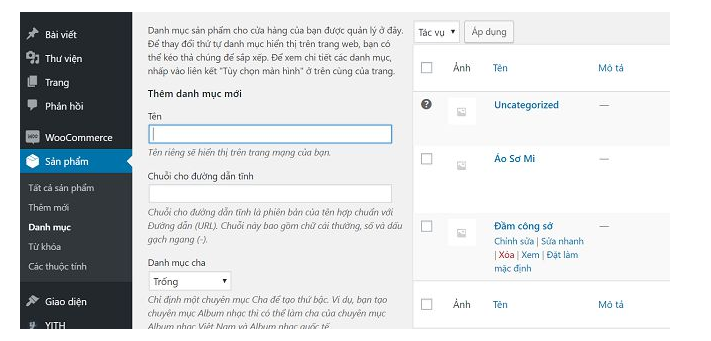 Bài viết
Thư viện
Trang
Phản hồi
WooCommerce
Sản phẩm
Tất cả sản phẩm
Thêm mới
Danh mục
Từ khóa
Các thuộc tính
Giao diện
YITH
Danh mục sản phẩm cho cửa hàng của bạn được quản lý ở đây.
Để thay đổi thứ tự danh mục hiển thị trên trang web, bạn có
thể kéo thả chúng để sắp xếp. Để xem chi tiết các danh mục,
nhấp vào liên kết "Tùy chọn màn hình" ở trên cùng của trang.
Thêm danh mục mới
Tên
Tên riêng sẽ hiển thị trên trang mạng của bạn.
Chuỗi cho đường dẫn tĩnh
Chuỗi cho đường dẫn tĩnh là phiên bản của tên hợp chuẩn với
Đường dẫn (URL). Chuỗi này bao gồm chữ cái thường, số và dấu
gạch ngang (-).
Danh mục cha
Trống
Chỉ định một chuyên mục Cha để tạo thứ bậc. Ví dụ, bạn tạo
chuyên mục Album nhạc thì có thể làm cha của chuyên mục
Album nhạc Việt Nam và Album nhạc quốc tế
Tác vụ Áp dụng
Ảnh Tên Mô tả
Uncategorized —
Áo Sơ Mi —
Đầm công sở —
Chỉnh sửa | Sửa nhanh
| Xóa | Xem | Đặt làm
mặc định
Ảnh Tên Mô tả